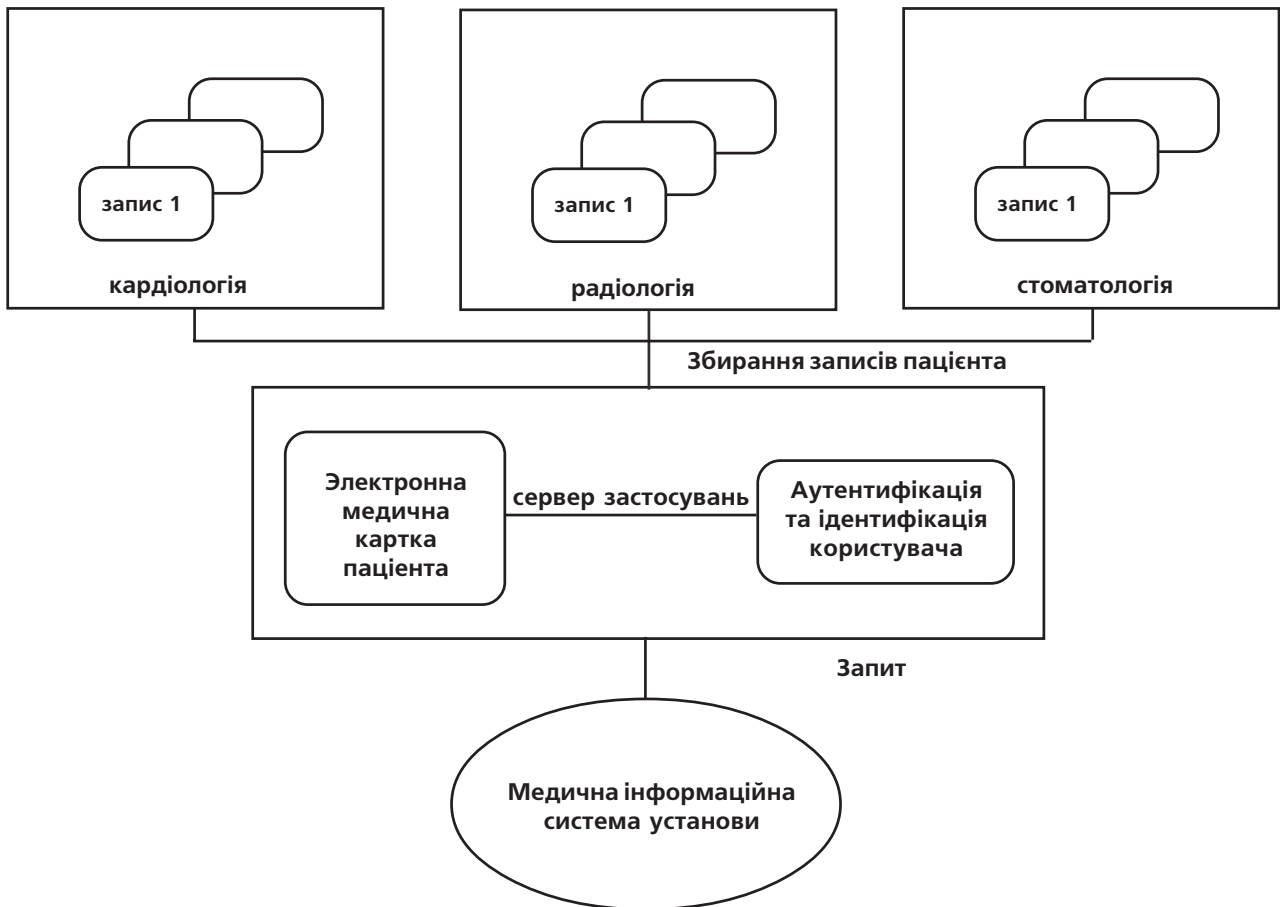 запис 1
запис 1
запис 1
кардіологія
радіологія
стоматологія
Збирання записів пацієнта
Электронна
медична
картка
паціента
сервер застосувань
Аутентифікація
та ідентифікація
користувача
Запит
Медична інформаційна
система установи